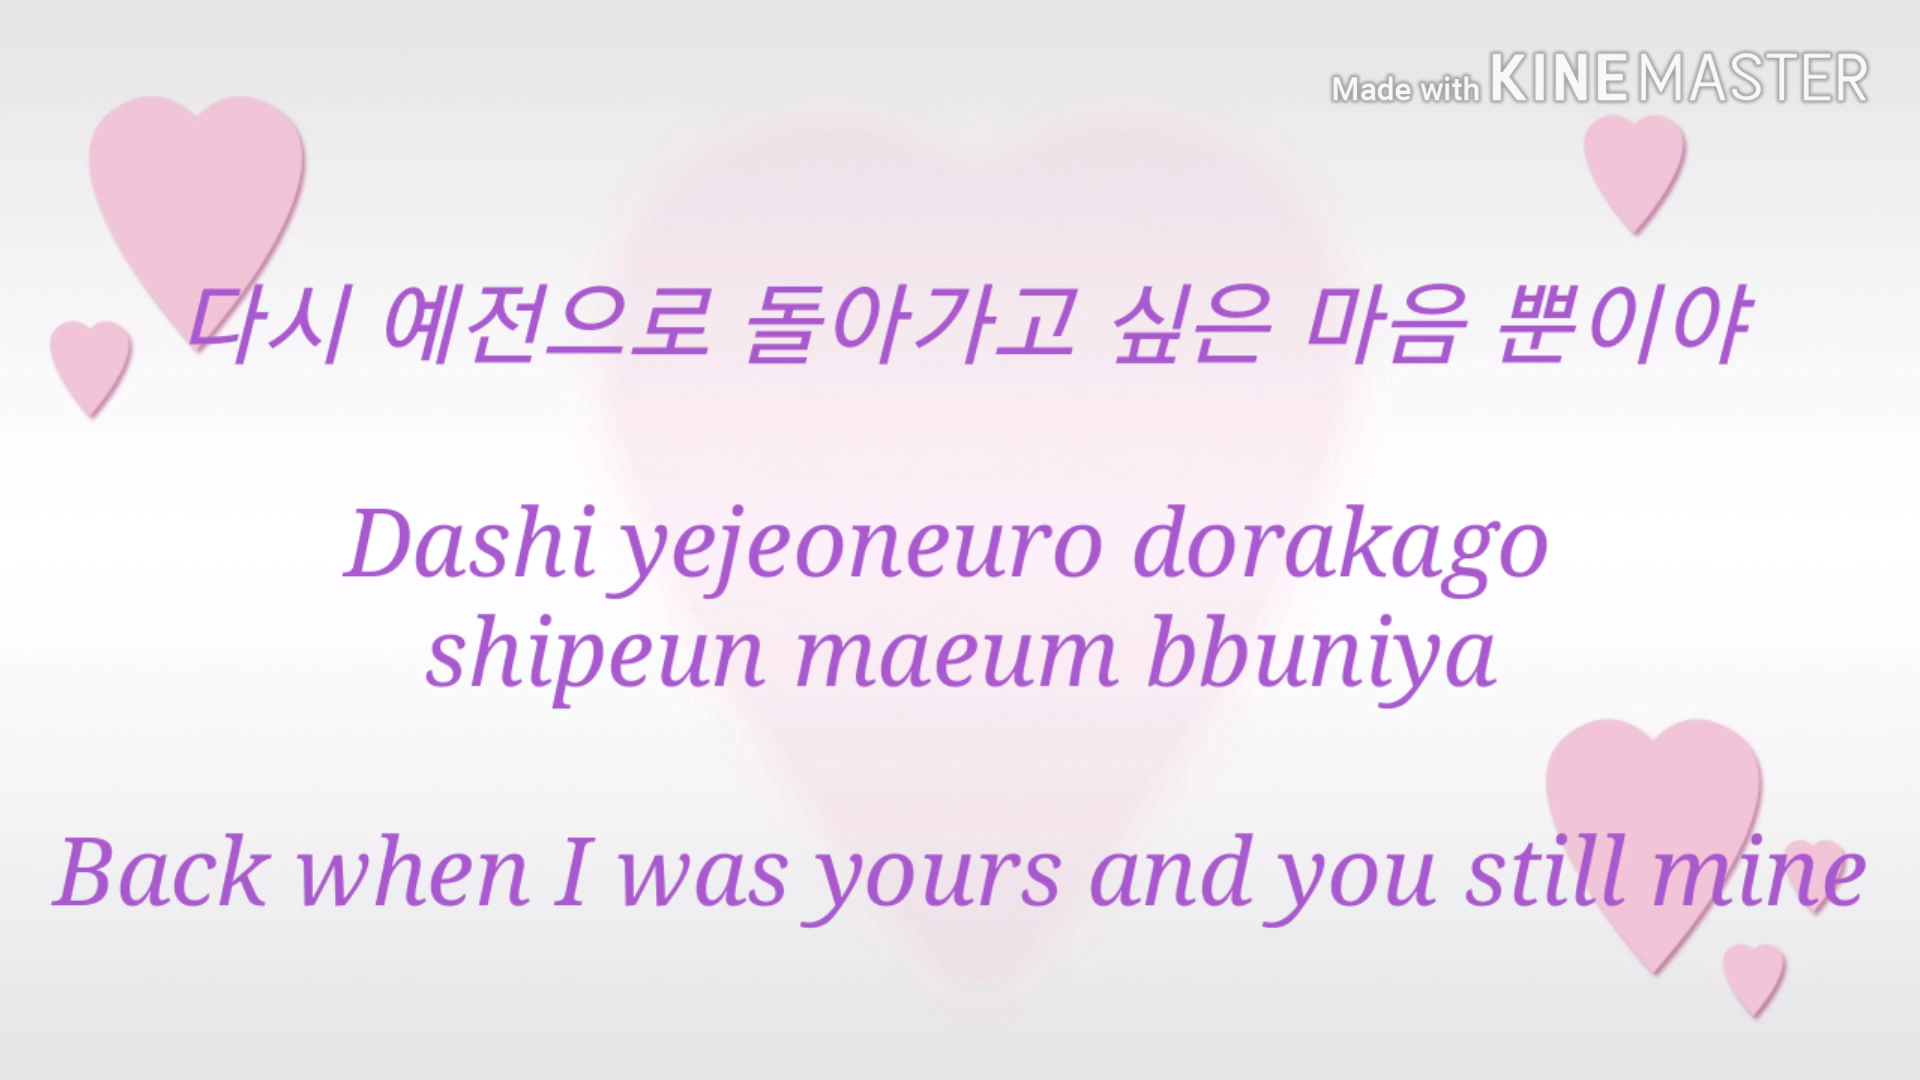 Made with KINEMASTER
다시 예전으로 돌아가고 싶은 마음 뿐이야
Dashi yejeoneuro dorakago
shipeun maeum bbuniya
Back when I was yours and you still mine